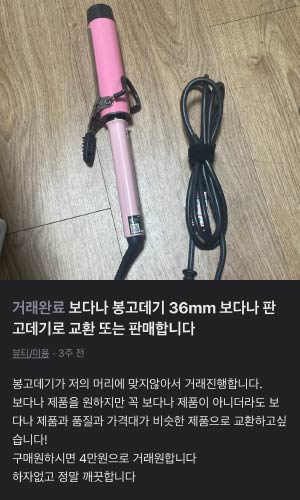 거래완료 보다나 봉고데기 36mm 보다나 판
고데기로 교환 또는 판매합니다
뷰티/미용 · 3주 전
봉고데기가 저의 머리에 맞지않아서 거래진행합니다.
보다나 제품을 원하지만 꼭 보다나 제품이 아니더라도 보
다나 제품과 품질과 가격대가 비슷한 제품으로 교환하고싶
습니다!
구매원하시면 4만원으로 거래원합니다
하자없고 정말 깨끗합니다